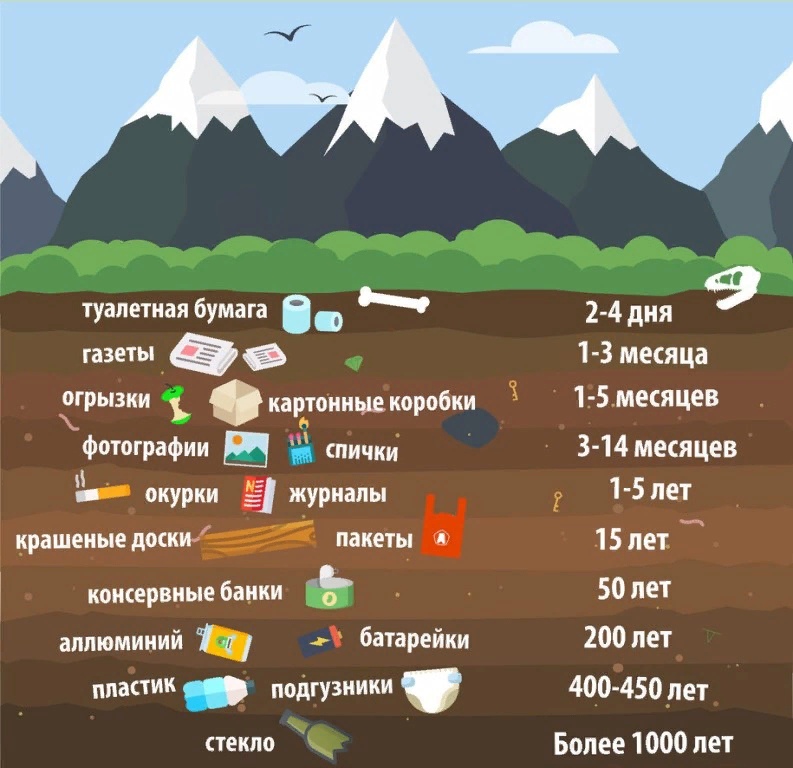 туалетная бумага 2-4 дня
газеты 1-3 месяца
огрызки картонные коробки 1-5 месяцев
фотографии спички 3-14 месяцев
окурки журналы 1-5 лет
крашеные доски пакеты 15 лет
консервные банки 50 лет
аллюминий батарейки 200 лет
пластик подгузники 400-450 лет
стекло Более 1000 лет